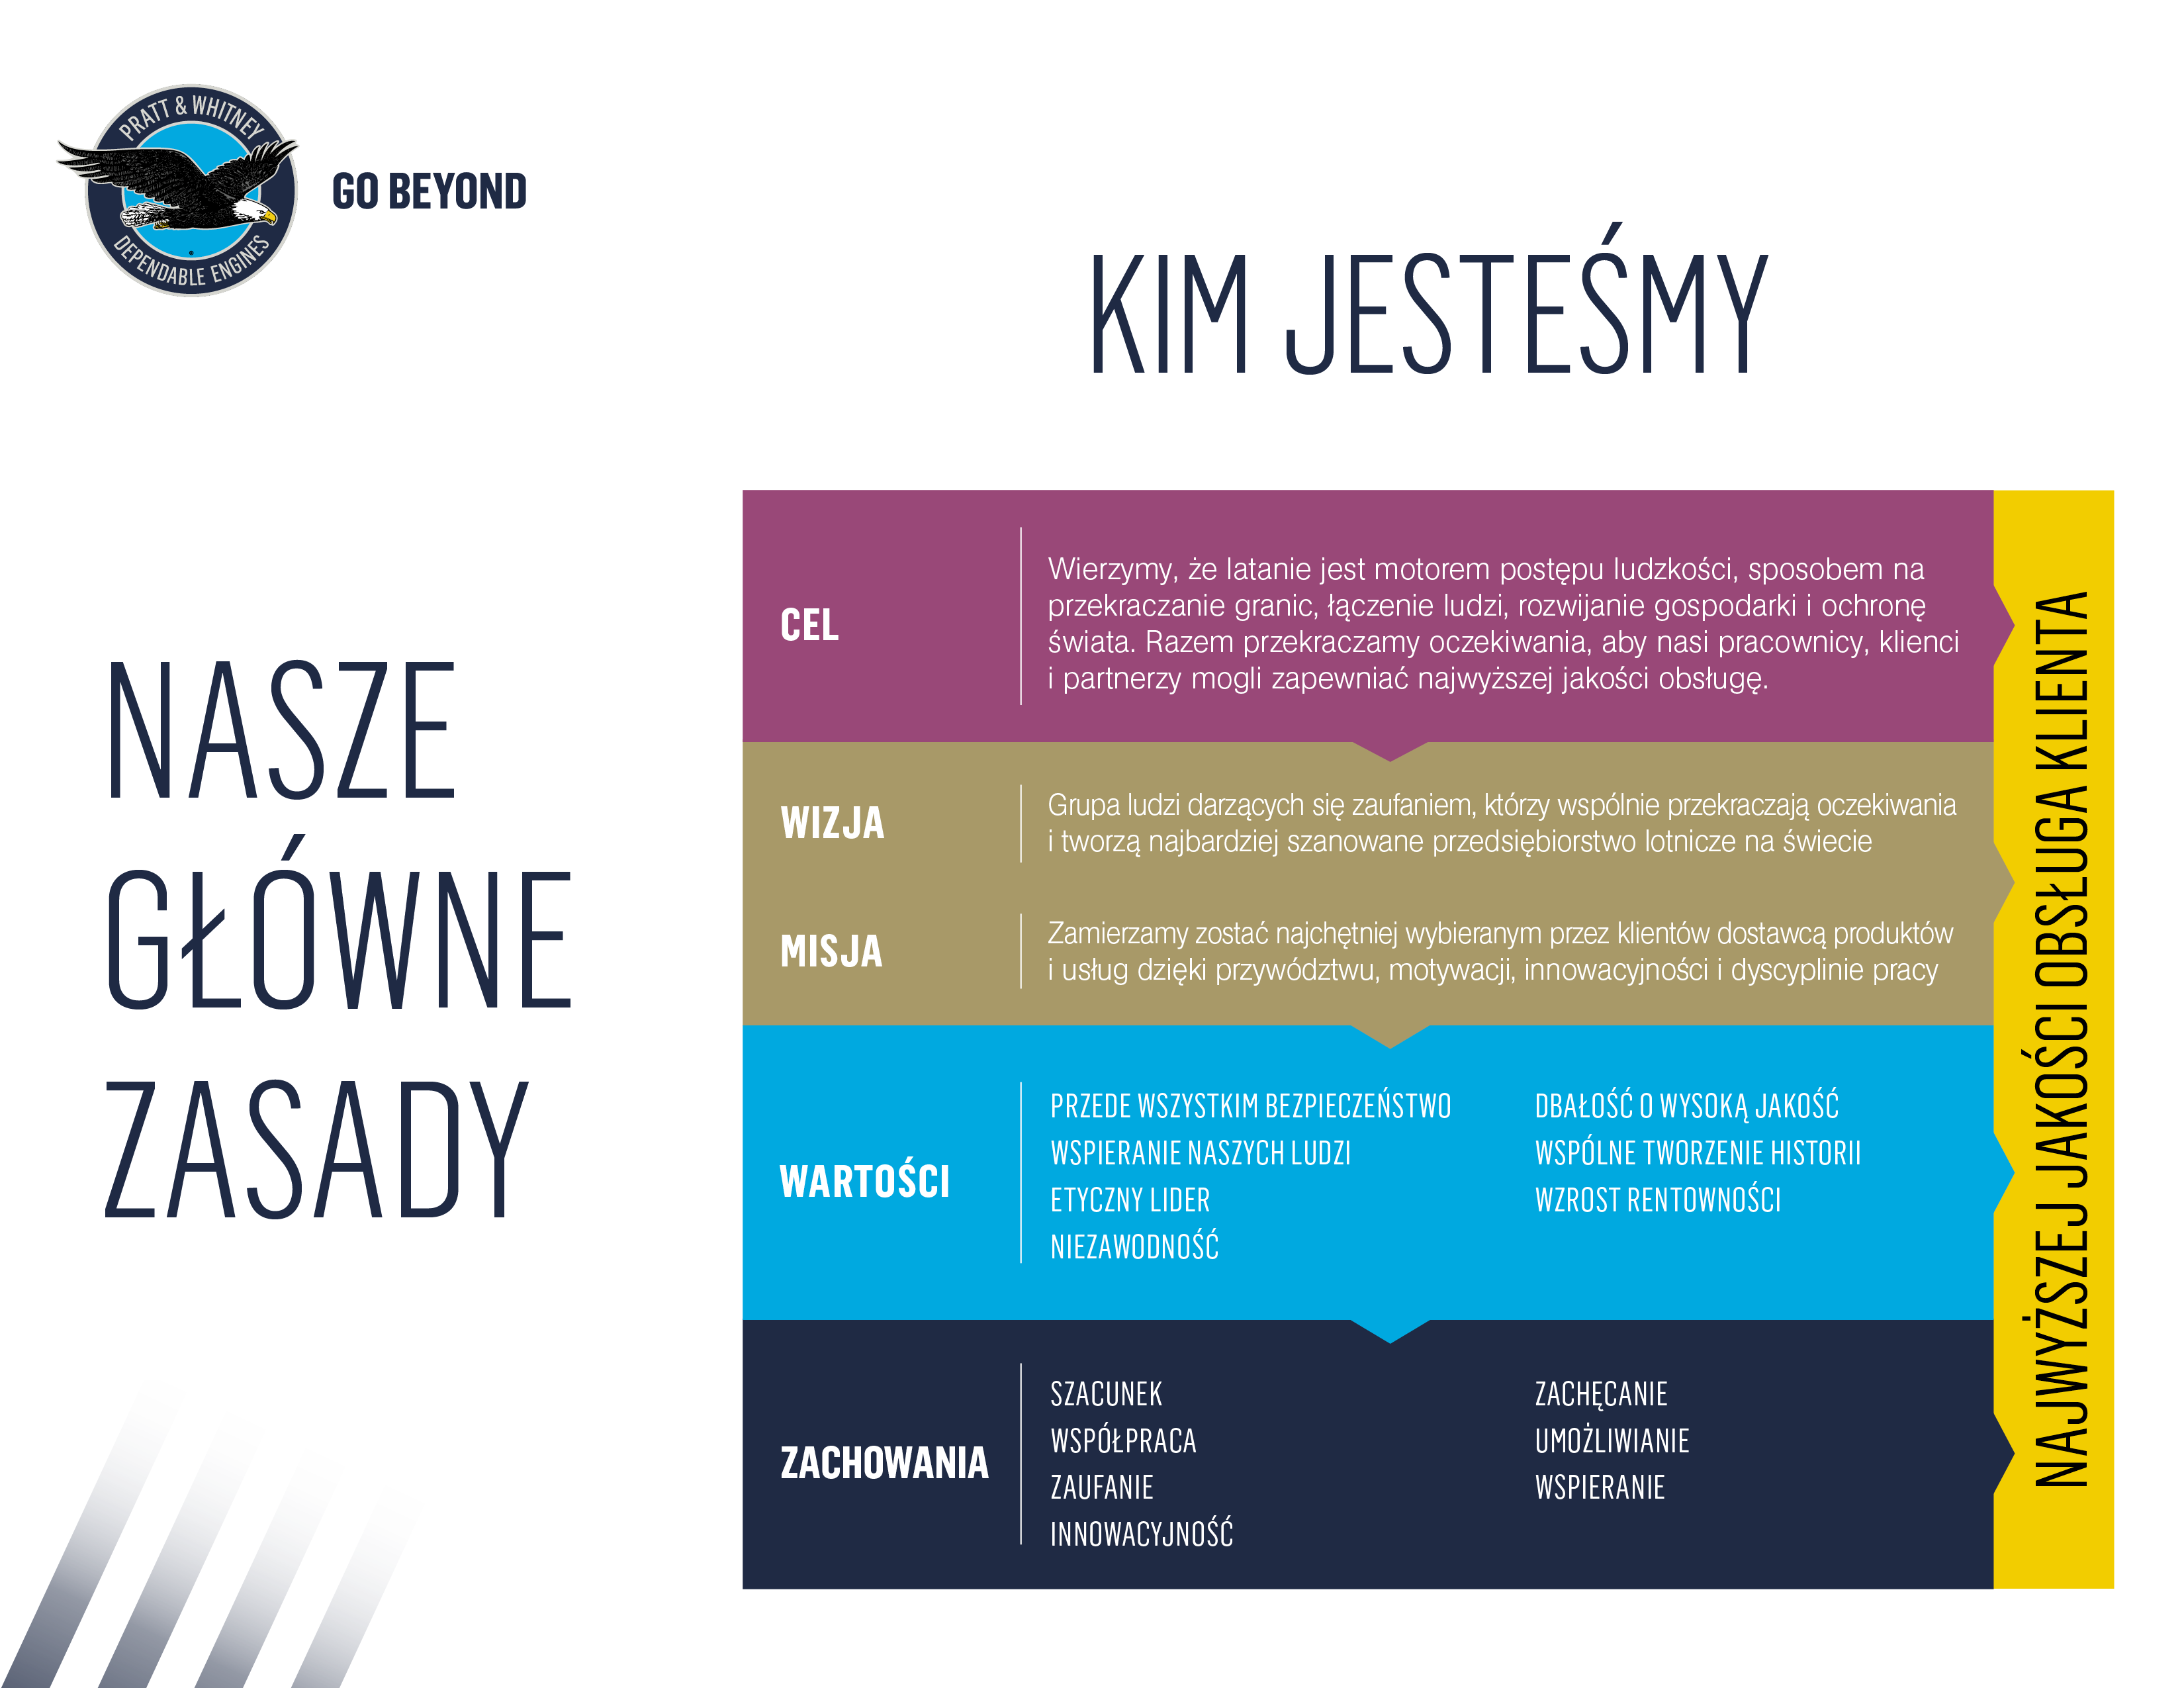 PRATT & WHITNEY
DEPENDABLE ENGINES
GO BEYOND
KIM JESTEŚMY
NASZE
GŁÓWNE
ZASADY
CEL
Wierzymy, że latanie jest motorem postępu ludzkości, sposobem na
przekraczanie granic, łączenie ludzi, rozwijanie gospodarki i ochronę
świata. Razem przekraczamy oczekiwania, aby nasi pracownicy, klienci
i partnerzy mogli zapewniać najwyższej jakości obsługę.
WIZJA
Grupa ludzi darzących się zaufaniem, którzy wspólnie przekraczają oczekiwania
i tworzą najbardziej szanowane przedsiębiorstwo lotnicze na świecie
MISJA
Zamierzamy zostać najchętniej wybieranym przez klientów dostawcą produktów
i usług dzięki przywództwu, motywacji, innowacyjności i dyscyplinie pracy
WARTOŚCI
PRZEDE WSZYSTKIM BEZPIECZEŃSTWO
WSPIERANIE NASZYCH LUDZI
ETYCZNY LIDER
NIEZAWODNOŚĆ
DBAŁOŚĆ O WYSOKĄ JAKOŚĆ
WSPÓLNE TWORZENIE HISTORII
WZROST RENTOWNOŚCI
ZACHOWANIA
SZACUNEK
WSPÓŁPRACA
ZAUFANIE
INNOWACYJNOŚĆ
ZACHĘCANIE
UMOŻLIWIANIE
WSPIERANIE
NAJWYŻSZEJ JAKOŚCI OBSŁUGA KLIENTA